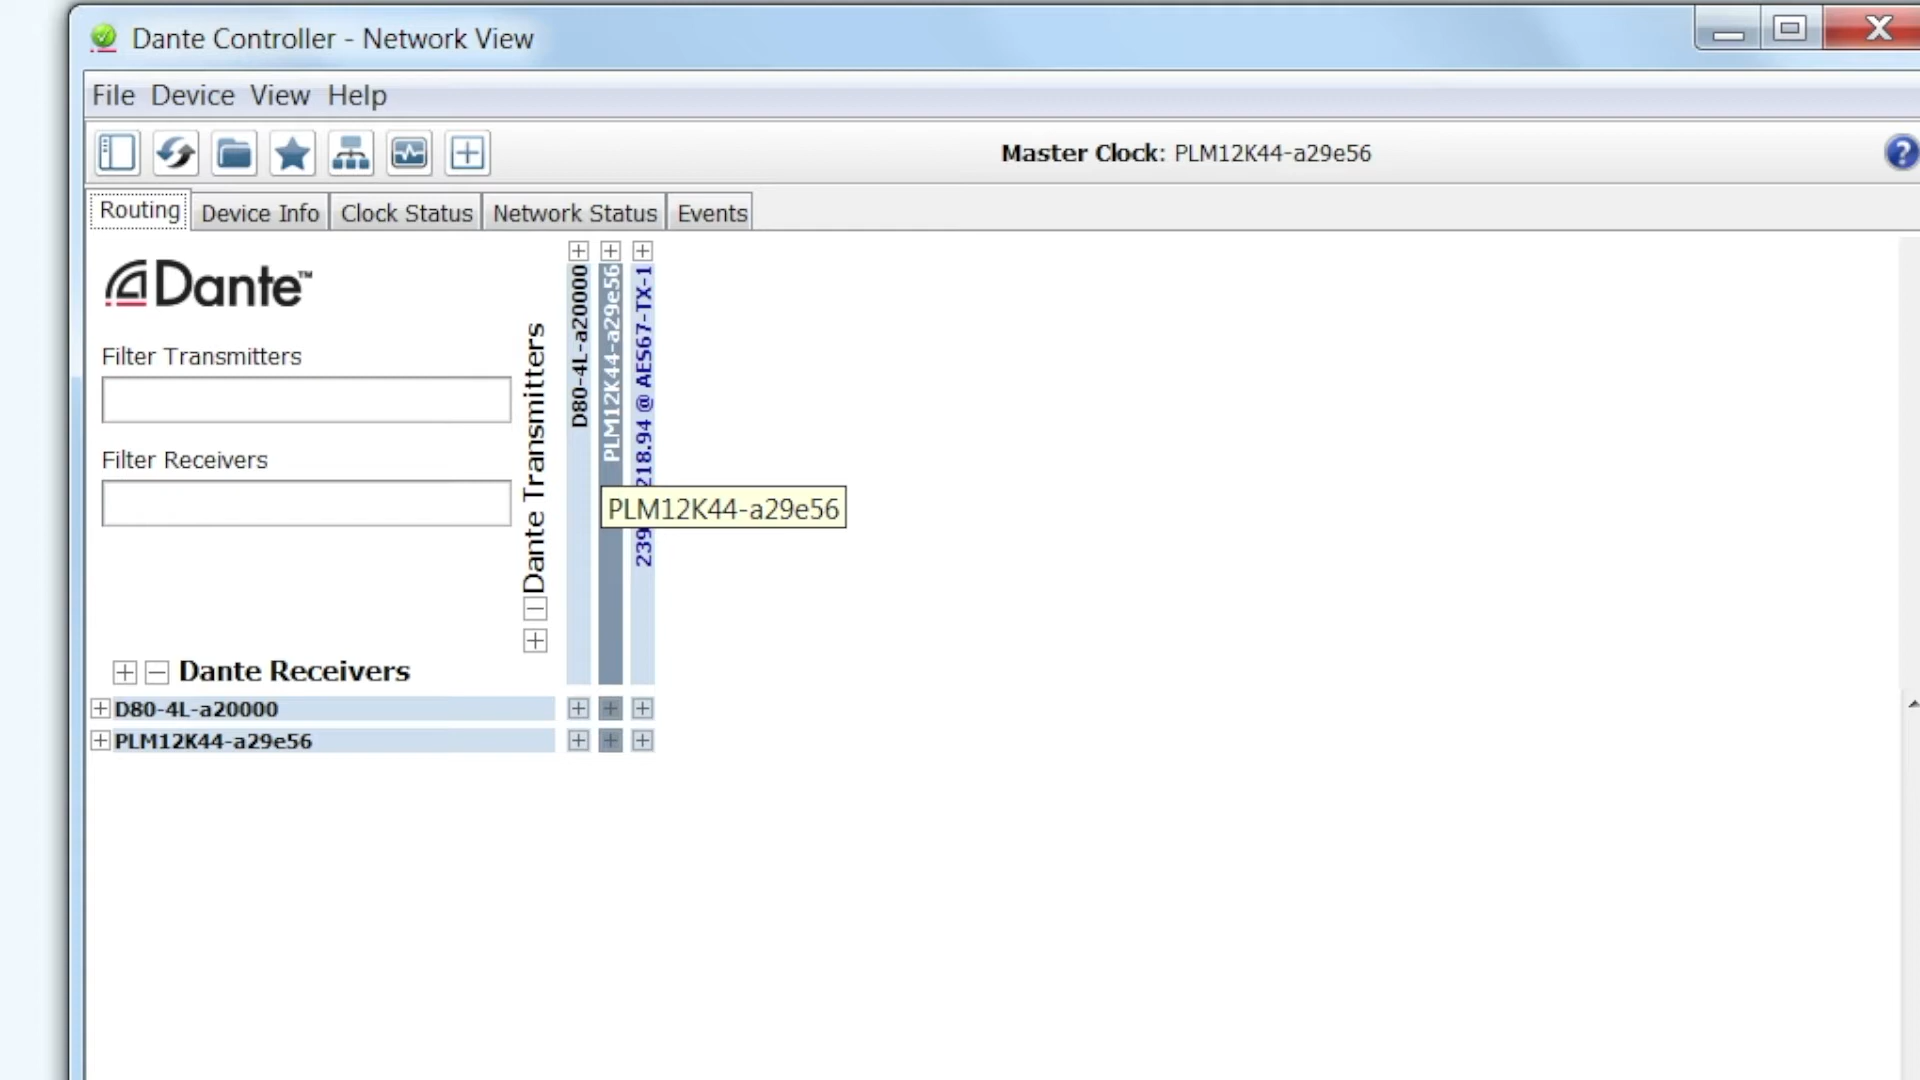 Dante Controller - Network View
File Device View Help
Master Clock: PLM12K44-a29e56
Routing Device Info Clock Status Network Status Events
Dante™
Filter Transmitters
Filter Receivers
Dante Transmitters
D80-4L-a20000
PLM12K44-a29e56
239 218.94 @ AES67-TX-1
PLM12K44-a29e56
Dante Receivers
D80-4L-a20000
PLM12K44-a29e56